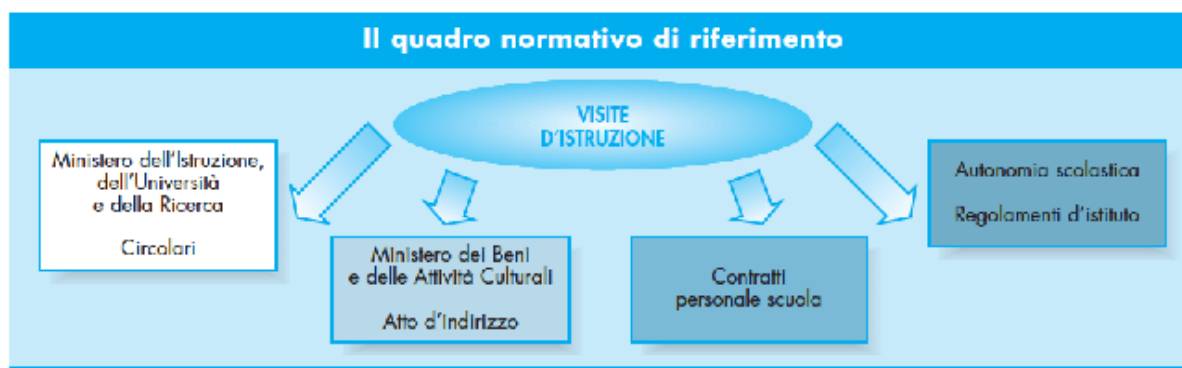 Il quadro normativo di riferimento
VISITE
D'ISTRUZIONE
Ministero dell'Istruzione,
dell'Università
e della Ricerca
Circolari
Ministero dei Beni
e delle Attività Culturali
Atto d'indirizzo
Contratti
personale scuola
Autonomia scolastica
Regolamenti d'istituto